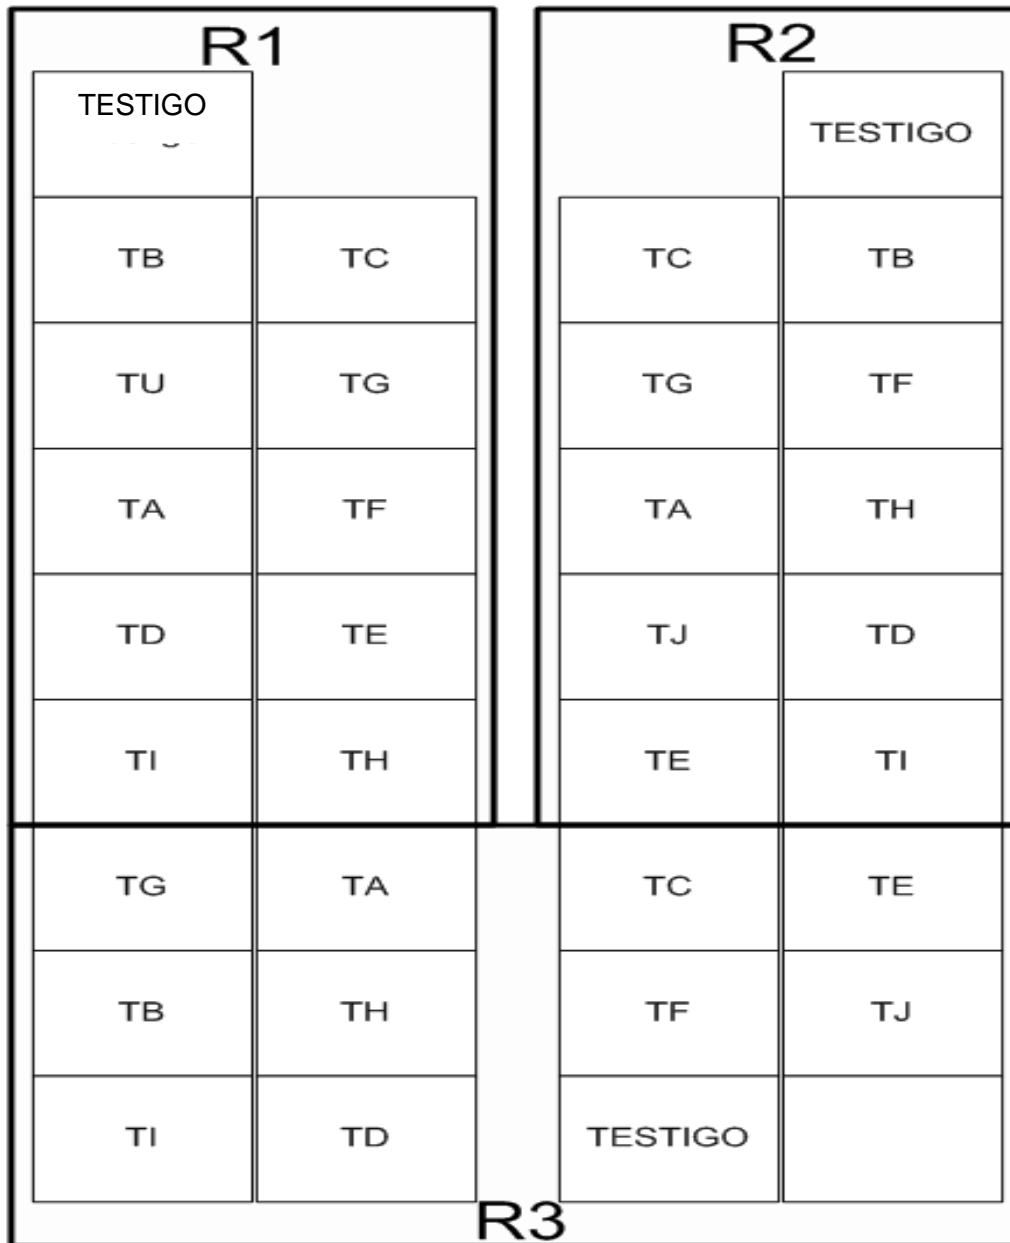 R1 R2
TESTIGO TESTIGO
TB TC TC TB
TU TG TG TF
TA TF TA TH
TD TE TJ TD
TI TH TE TI
TG TA TC TE
TB TH TF TJ
TI TD TESTIGO
R3